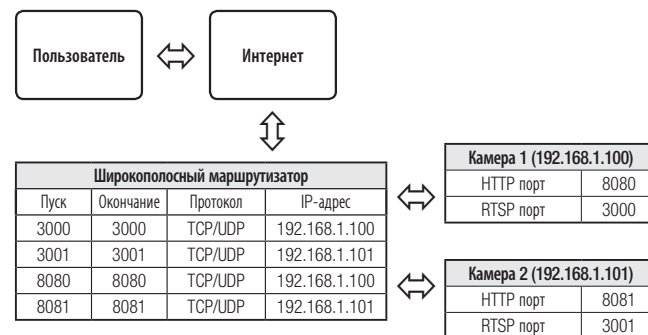 Пользователь
Интернет
Широкополосный маршрутизатор
Пуск Окончание Протокол IP-адрес
3000 3000 TCP/UDP 192.168.1.100
3001 3001 TCP/UDP 192.168.1.101
8080 8080 TCP/UDP 192.168.1.100
8081 8081 TCP/UDP 192.168.1.101
Камера 1 (192.168.1.100)
HTTP порт 8080
RTSP порт 3000
Камера 2 (192.168.1.101)
HTTP порт 8081
RTSP порт 3001